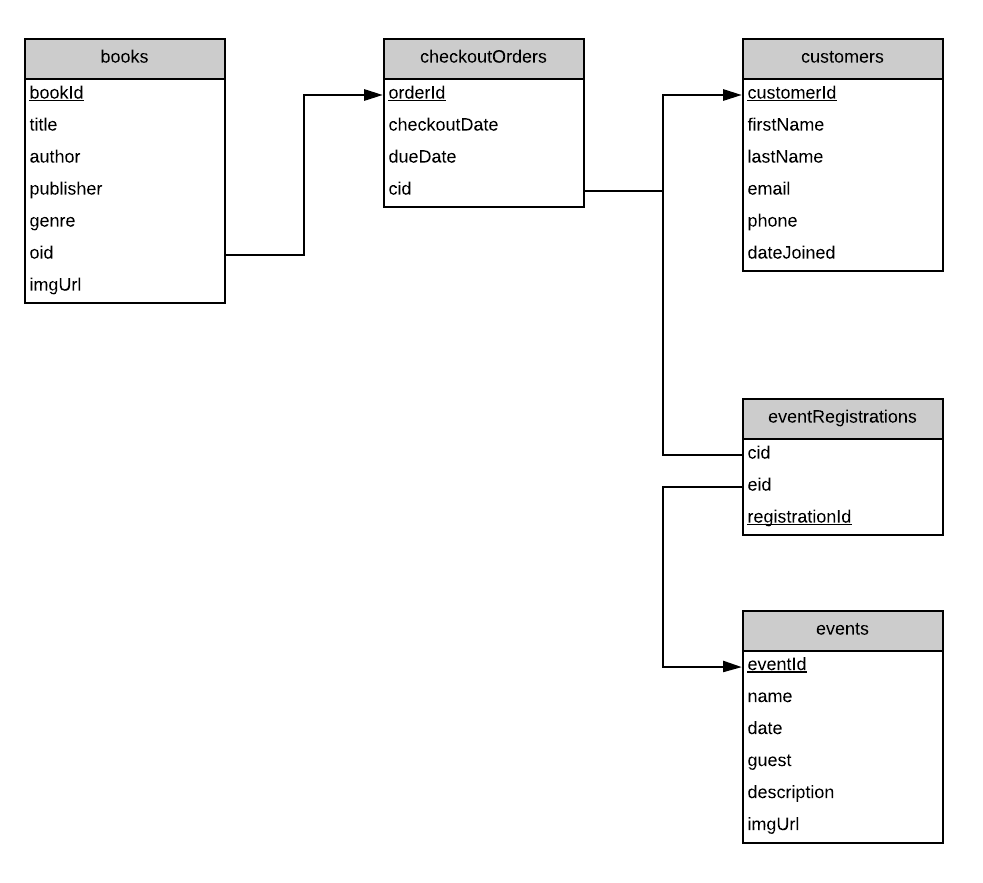 books
bookId
title
author
publisher
genre
oid
imgUrl
checkoutOrders
orderId
checkoutDate
dueDate
cid
customers
customerId
firstName
lastName
email
phone
dateJoined
eventRegistrations
cid
eid
registrationId
events
eventId
name
date
guest
description
imgUrl